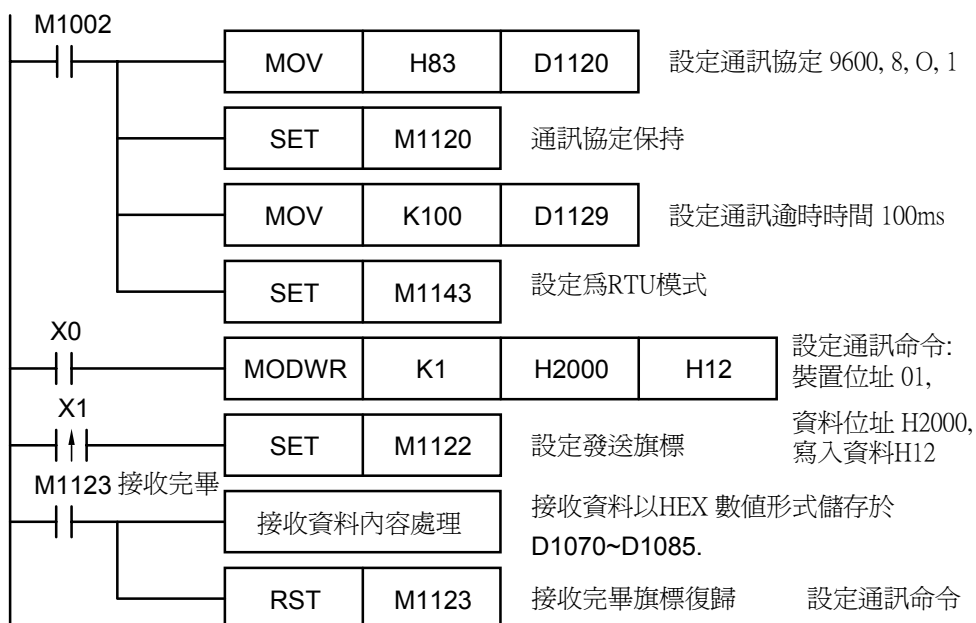 M1002
MOV H83 D1120 設定通訊協定 9600, 8, O, 1
SET M1120 通訊協定保持
MOV K100 D1129 設定通訊逾時時間 100ms
SET M1143 設定爲RTU模式
X0
MODWR K1 H2000 H12
設定通訊命令:
裝置位址 01,
資料位址 H2000,
寫入資料H12
X1
SET M1122 設定發送旗標
M1123 接收完畢
接收資料內容處理
接收資料以HEX 數值形式儲存於
D1070~D1085.
RST M1123 接收完畢旗標復歸 設定通訊命令